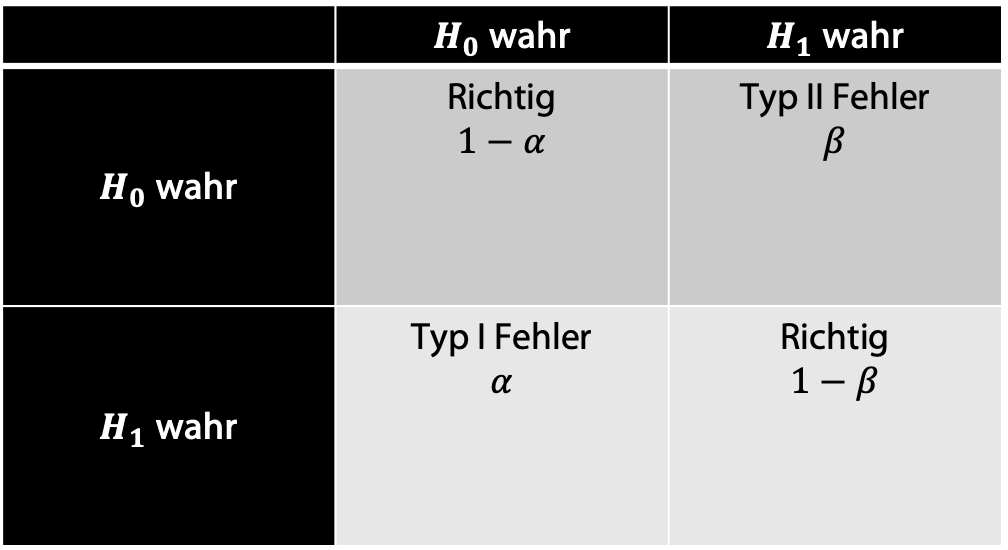 H₀ wahr H₁ wahr
H₀ wahr
Richtig
1 − α
Typ II Fehler
β
H₁ wahr
Typ I Fehler
α
Richtig
1 − β